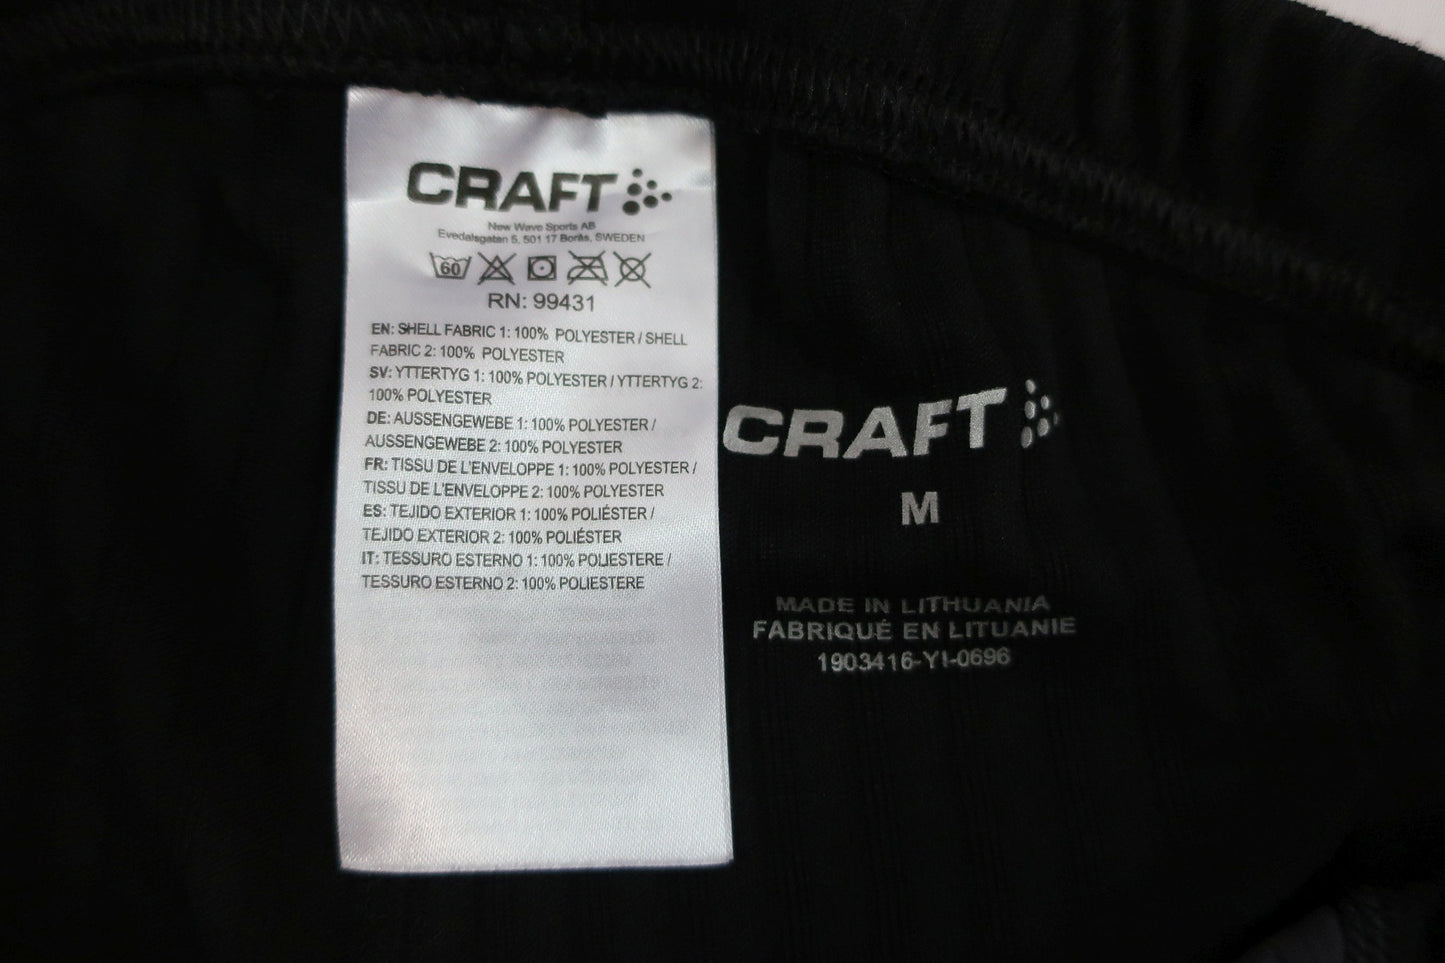 CRAFT
New Wave Sports AB
Evedalsgatan 5, 501 17 Borås, SWEDEN
60
RN: 99431
EN: SHELL FABRIC 1: 100% POLYESTER / SHELL
FABRIC 2: 100% POLYESTER
SV: YTTERTYG 1: 100% POLYESTER / YTTERTYG 2:
100% POLYESTER
DE: AUSSENGEWEBE 1: 100% POLYESTER /
AUSSENGEWEBE 2: 100% POLYESTER
FR: TISSU DE L'ENVELOPPE 1: 100% POLYESTER /
TISSU DE L'ENVELOPPE 2: 100% POLYESTER
ES: TEJIDO EXTERIOR 1: 100% POLIÉSTER /
TEJIDO EXTERIOR 2: 100% POLIÉSTER
IT: TESSURO ESTERNO 1: 100% POLIESTERE /
TESSURO ESTERNO 2: 100% POLIESTERE
CRAFT
M
MADE IN LITHUANIA
FABRIQUÉ EN LITUANIE
1903416-YI-0696